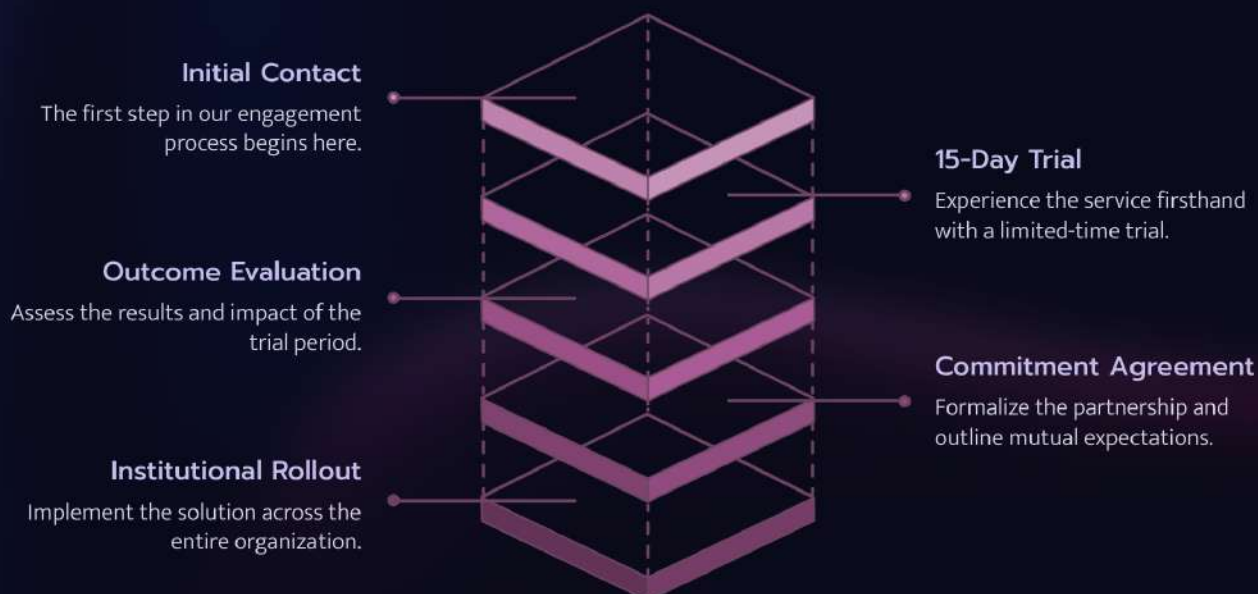 Initial Contact
The first step in our engagement
process begins here.
15-Day Trial
Experience the service firsthand
with a limited-time trial.
Outcome Evaluation
Assess the results and impact of the
trial period.
Commitment Agreement
Formalize the partnership and
outline mutual expectations.
Institutional Rollout
Implement the solution across the
entire organization.